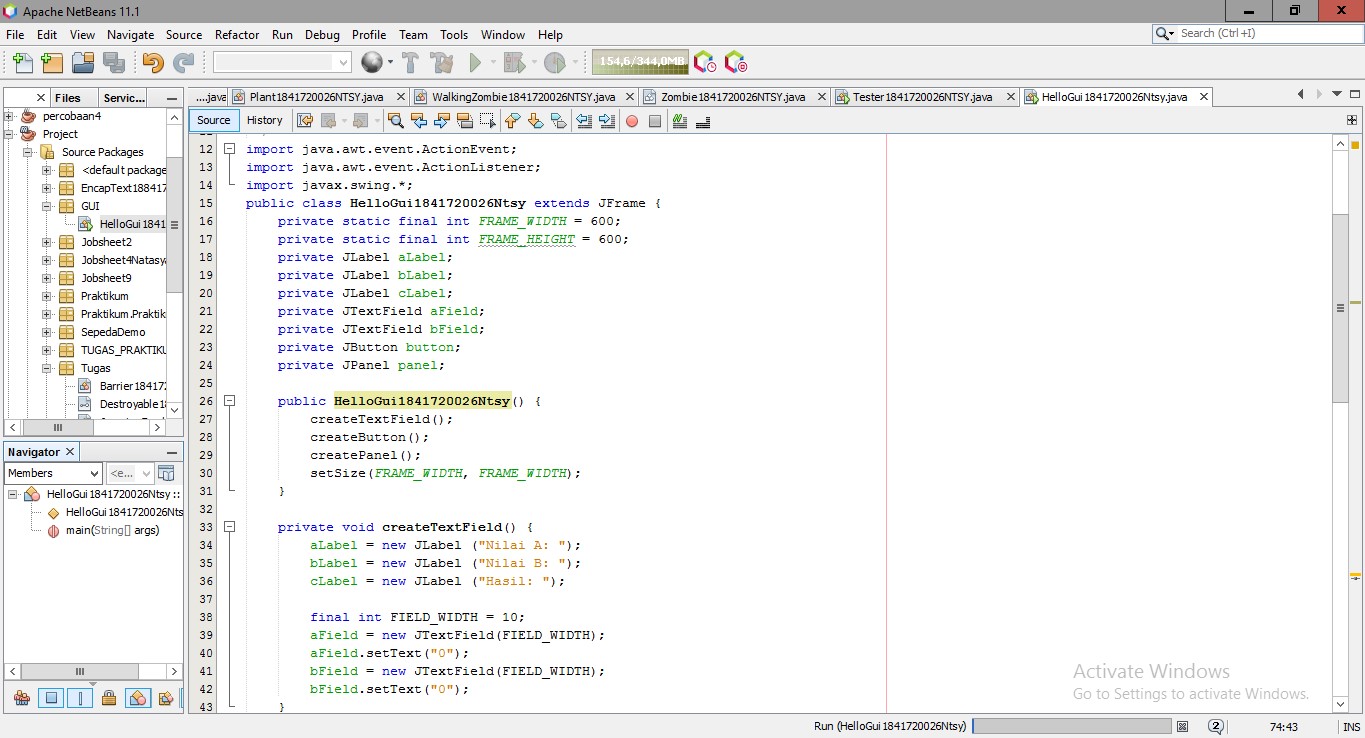 Apache NetBeans 11.1
File Edit View Navigate Source Refactor Run Debug Profile Team Tools Window Help
Search (Ctrl+I)
154,6/344,0MB
Files Servic...
....java Plant1841720026NTSY.java WalkingZombie1841720026NTSY.java Zombie1841720026NTSY.java Tester1841720026NTSY.java HelloGui1841720026Ntsy.java
Source History
percobaan4
Project
Source Packages
<default package
EncapText188417
GUI
HelloGui1841
Jobsheet2
Jobsheet4Natasya
Jobsheet9
Praktikum
Praktikum.Praktik
SepedaDemo
TUGAS_PRAKTIKU
Tugas
Barrier18417
Destroyable18
Navigator
Members <e...
HelloGui1841720026Ntsy ::
HelloGui1841720026Nts
main(String[] args)
12 import java.awt.event.ActionEvent;
13 import java.awt.event.ActionListener;
14 import javax.swing.*;
15 public class HelloGui1841720026Ntsy extends JFrame {
16 private static final int FRAME_WIDTH = 600;
17 private static final int FRAME_HEIGHT = 600;
18 private JLabel aLabel;
19 private JLabel bLabel;
20 private JLabel cLabel;
21 private JTextField aField;
22 private JTextField bField;
23 private JButton button;
24 private JPanel panel;
25
26 public HelloGui1841720026Ntsy() {
27 createTextField();
28 createButton();
29 createPanel();
30 setSize(FRAME_WIDTH, FRAME_WIDTH);
31 }
32
33 private void createTextField() {
34 aLabel = new JLabel ("Nilai A: ");
35 bLabel = new JLabel ("Nilai B: ");
36 cLabel = new JLabel ("Hasil: ");
37
38 final int FIELD_WIDTH = 10;
39 aField = new JTextField(FIELD_WIDTH);
40 aField.setText("0");
41 bField = new JTextField(FIELD_WIDTH);
42 bField.setText("0");
43 }
Activate Windows
Go to Settings to activate Windows.
Run (HelloGui1841720026Ntsy) 2 74:43 INS